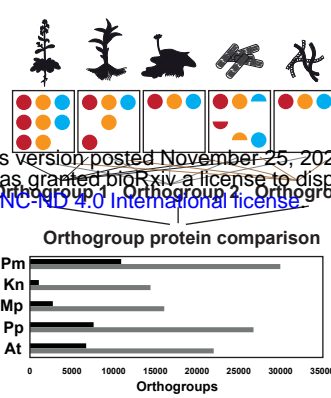 s version posted November 25, 202
as granted bioRxiv a license to disp
Orthogroup 1 Orthogroup 2 Orthogro
NC-ND 4.0 International license.
Orthogroup protein comparison
Pm
Kn
Mp
Pp
At
0 5000 10000 15000 20000 25000 30000 35000
Orthogroups